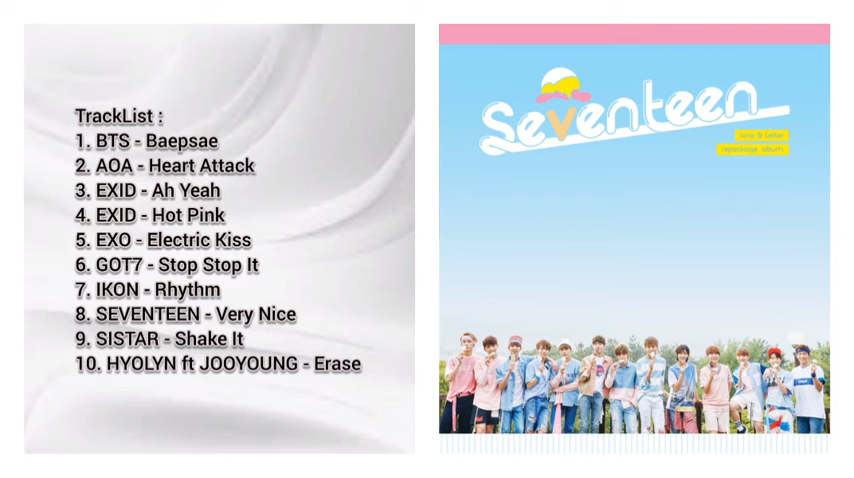 TrackList :
1. BTS - Baepsae
2. AOA - Heart Attack
3. EXID - Ah Yeah
4. EXID - Hot Pink
5. EXO - Electric Kiss
6. GOT7 - Stop Stop It
7. IKON - Rhythm
8. SEVENTEEN - Very Nice
9. SISTAR - Shake It
10. HYOLYN ft JOOYOUNG - Erase
Seventeen
love & Letter
repackage album